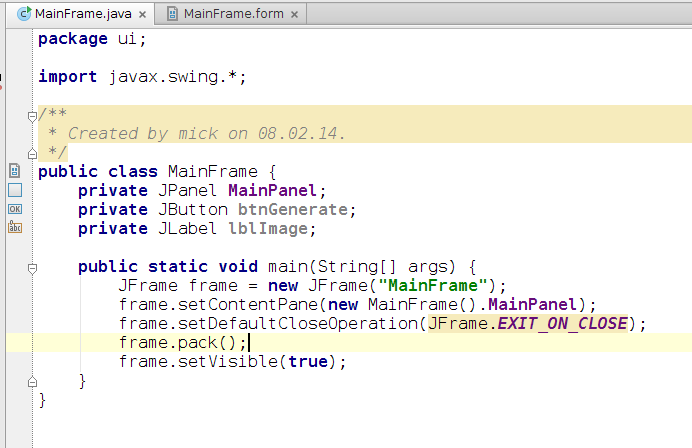 MainFrame.java × MainFrame.form ×
package ui;
import javax.swing.*;
/**
 * Created by mick on 08.02.14.
 */
public class MainFrame {
    private JPanel MainPanel;
OK    private JButton btnGenerate;
abc    private JLabel lblImage;
    public static void main(String[] args) {
        JFrame frame = new JFrame("MainFrame");
        frame.setContentPane(new MainFrame().MainPanel);
        frame.setDefaultCloseOperation(JFrame.EXIT_ON_CLOSE);
        frame.pack();
        frame.setVisible(true);
    }
}